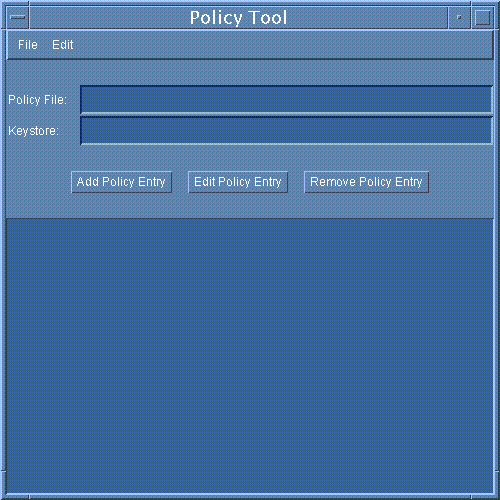 Policy Tool
File Edit
Policy File:
Keystore:
Add Policy Entry Edit Policy Entry Remove Policy Entry